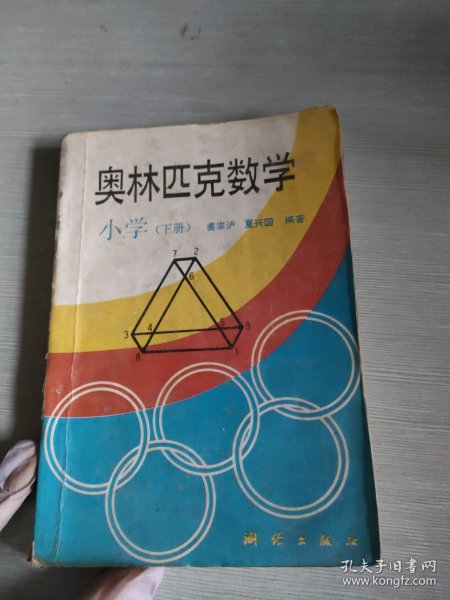 奥林匹克数学
小学(下册) 裘宗沪 夏兴国 编著
7 2
6
3 4 5 9
8 1
测绘出版社
孔夫子旧书网
www.kongfz.com